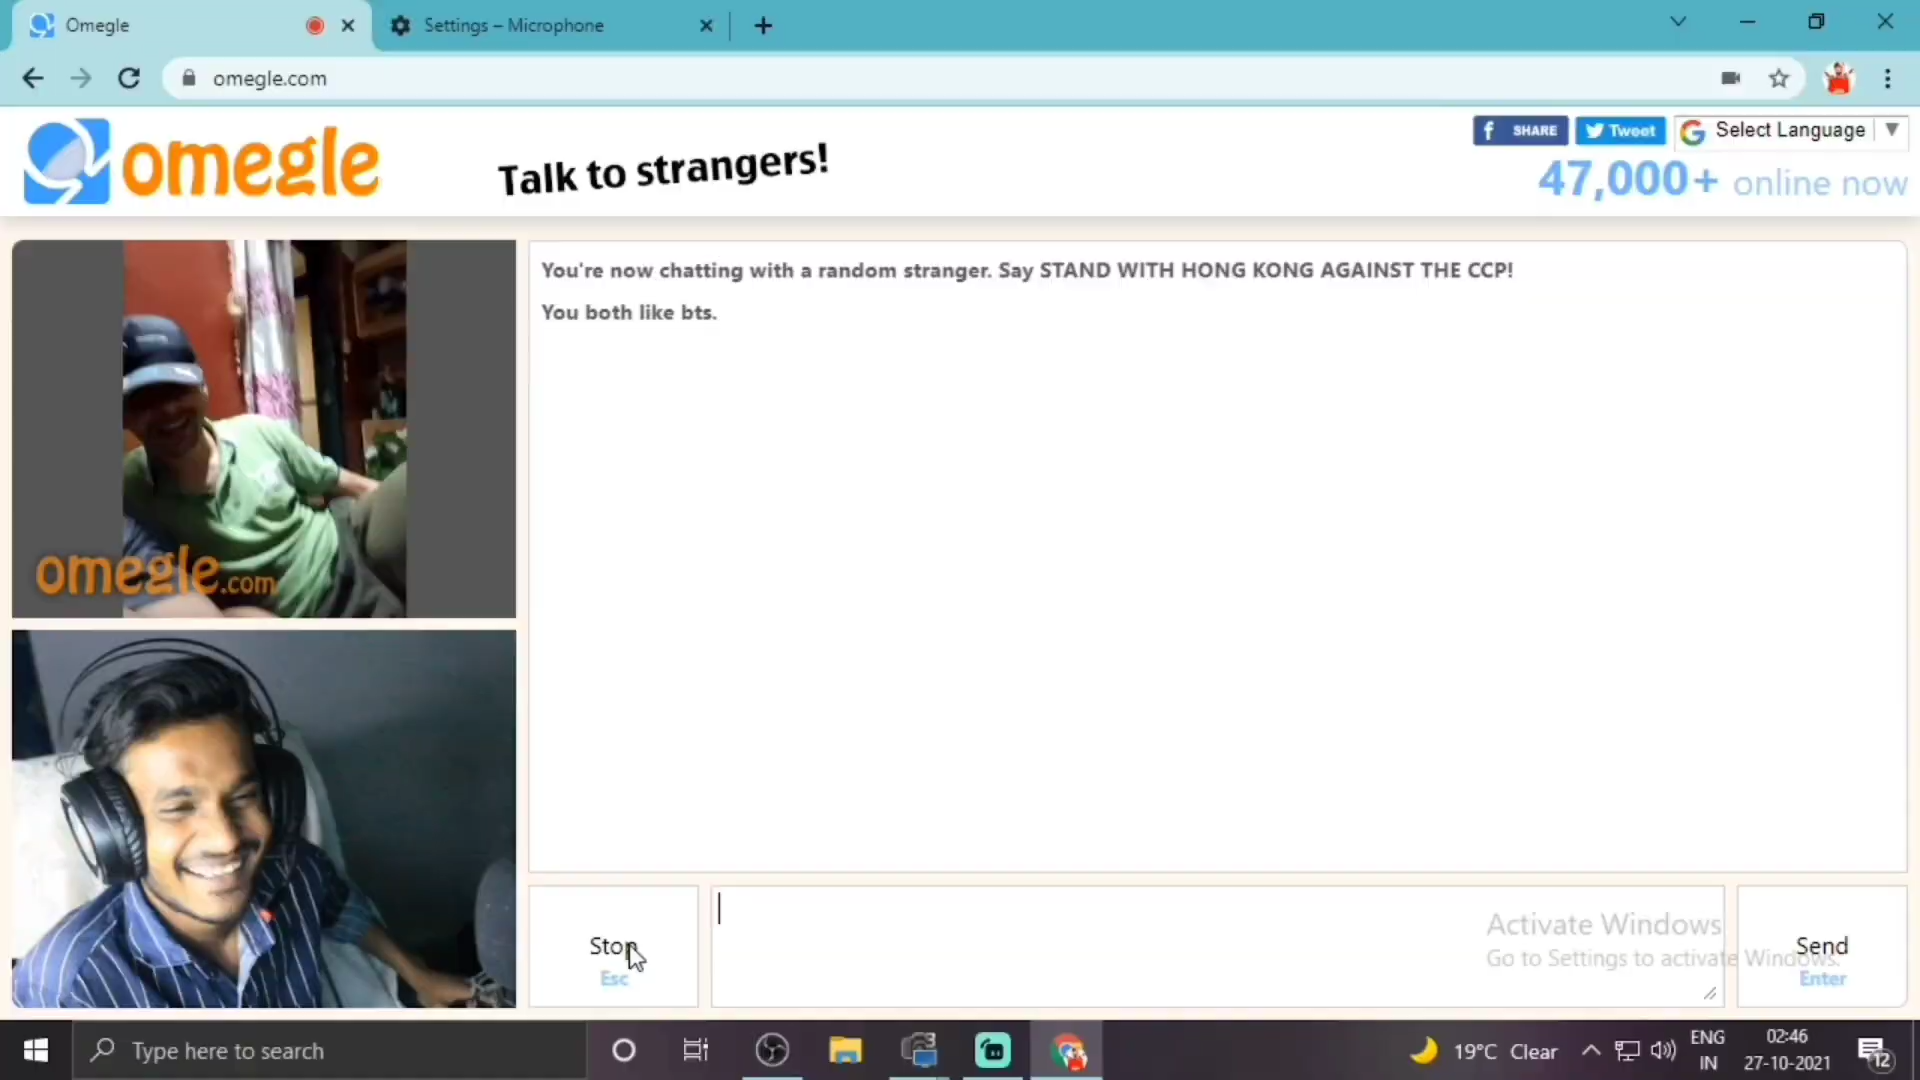 Omegle
Settings – Microphone
omegle.com
omegle
Talk to strangers!
SHARE
Tweet
Select Language
47,000+ online now
You're now chatting with a random stranger. Say STAND WITH HONG KONG AGAINST THE CCP!
You both like bts.
omegle.com
Stop
Esc
Activate Windows
Go to Settings to activate Windows.
Send
Enter
Type here to search
19°C Clear
ENG
IN
02:46
27-10-2021
12